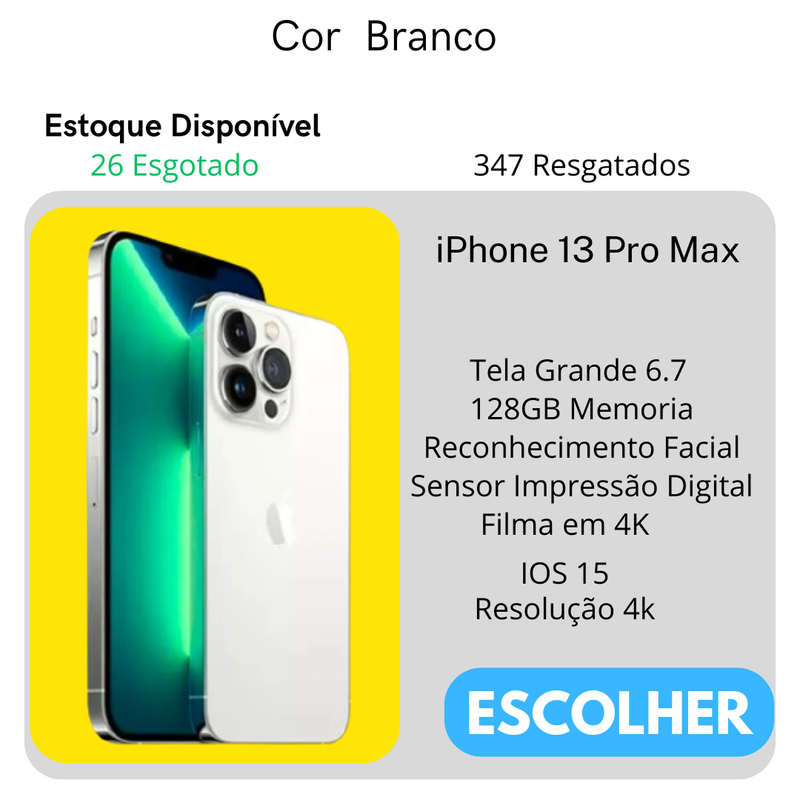 Cor Branco
Estoque Disponível
26 Esgotado
347 Resgatados
iPhone 13 Pro Max
Tela Grande 6.7
128GB Memoria
Reconhecimento Facial
Sensor Impressão Digital
Filma em 4K
IOS 15
Resolução 4k
ESCOLHER